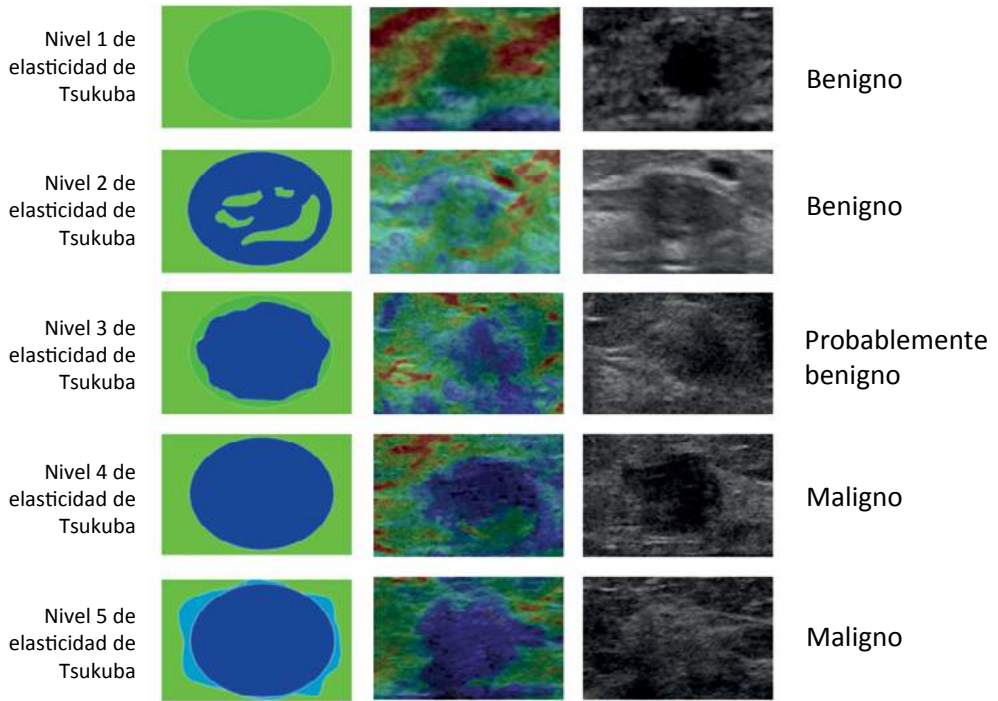 Nivel 1 de
elasticidad de
Tsukuba
Benigno
Nivel 2 de
elasticidad de
Tsukuba
Benigno
Nivel 3 de
elasticidad de
Tsukuba
Probablemente
benigno
Nivel 4 de
elasticidad de
Tsukuba
Maligno
Nivel 5 de
elasticidad de
Tsukuba
Maligno